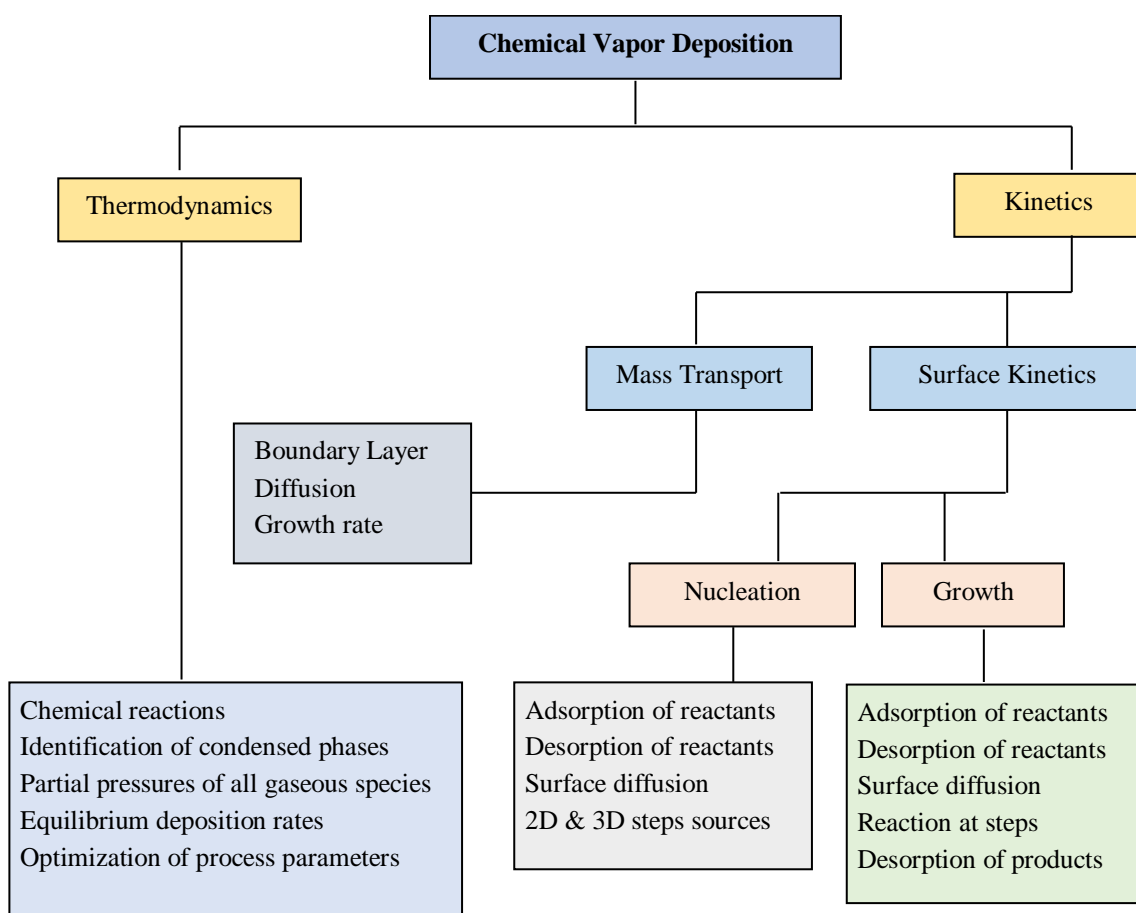 Chemical Vapor Deposition
Thermodynamics
Kinetics
Mass Transport
Surface Kinetics
Boundary Layer
Diffusion
Growth rate
Nucleation
Growth
Chemical reactions
Identification of condensed phases
Partial pressures of all gaseous species
Equilibrium deposition rates
Optimization of process parameters
Adsorption of reactants
Desorption of reactants
Surface diffusion
2D & 3D steps sources
Adsorption of reactants
Desorption of reactants
Surface diffusion
Reaction at steps
Desorption of products